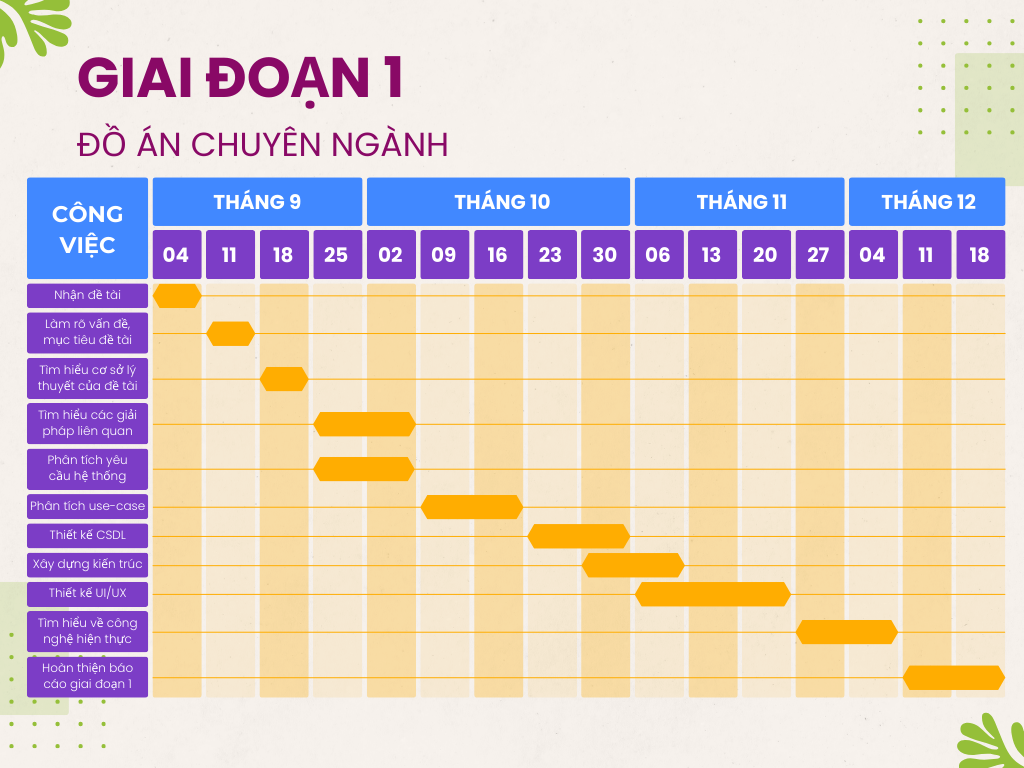 GIAI ĐOẠN 1
ĐỒ ÁN CHUYÊN NGÀNH
CÔNG
VIỆC
THÁNG 9
THÁNG 10
THÁNG 11
THÁNG 12
04 11 18 25 02 09 16 23 30 06 13 20 27 04 11 18
Nhận đề tài
Làm rõ vấn đề,
mục tiêu đề tài
Tìm hiểu cơ sở lý
thuyết của đề tài
Tìm hiểu các giải
pháp liên quan
Phân tích yêu
cầu hệ thống
Phân tích use-case
Thiết kế CSDL
Xây dựng kiến trúc
Thiết kế UI/UX
Tìm hiểu về công
nghệ hiện thực
Hoàn thiện báo
cáo giai đoạn 1